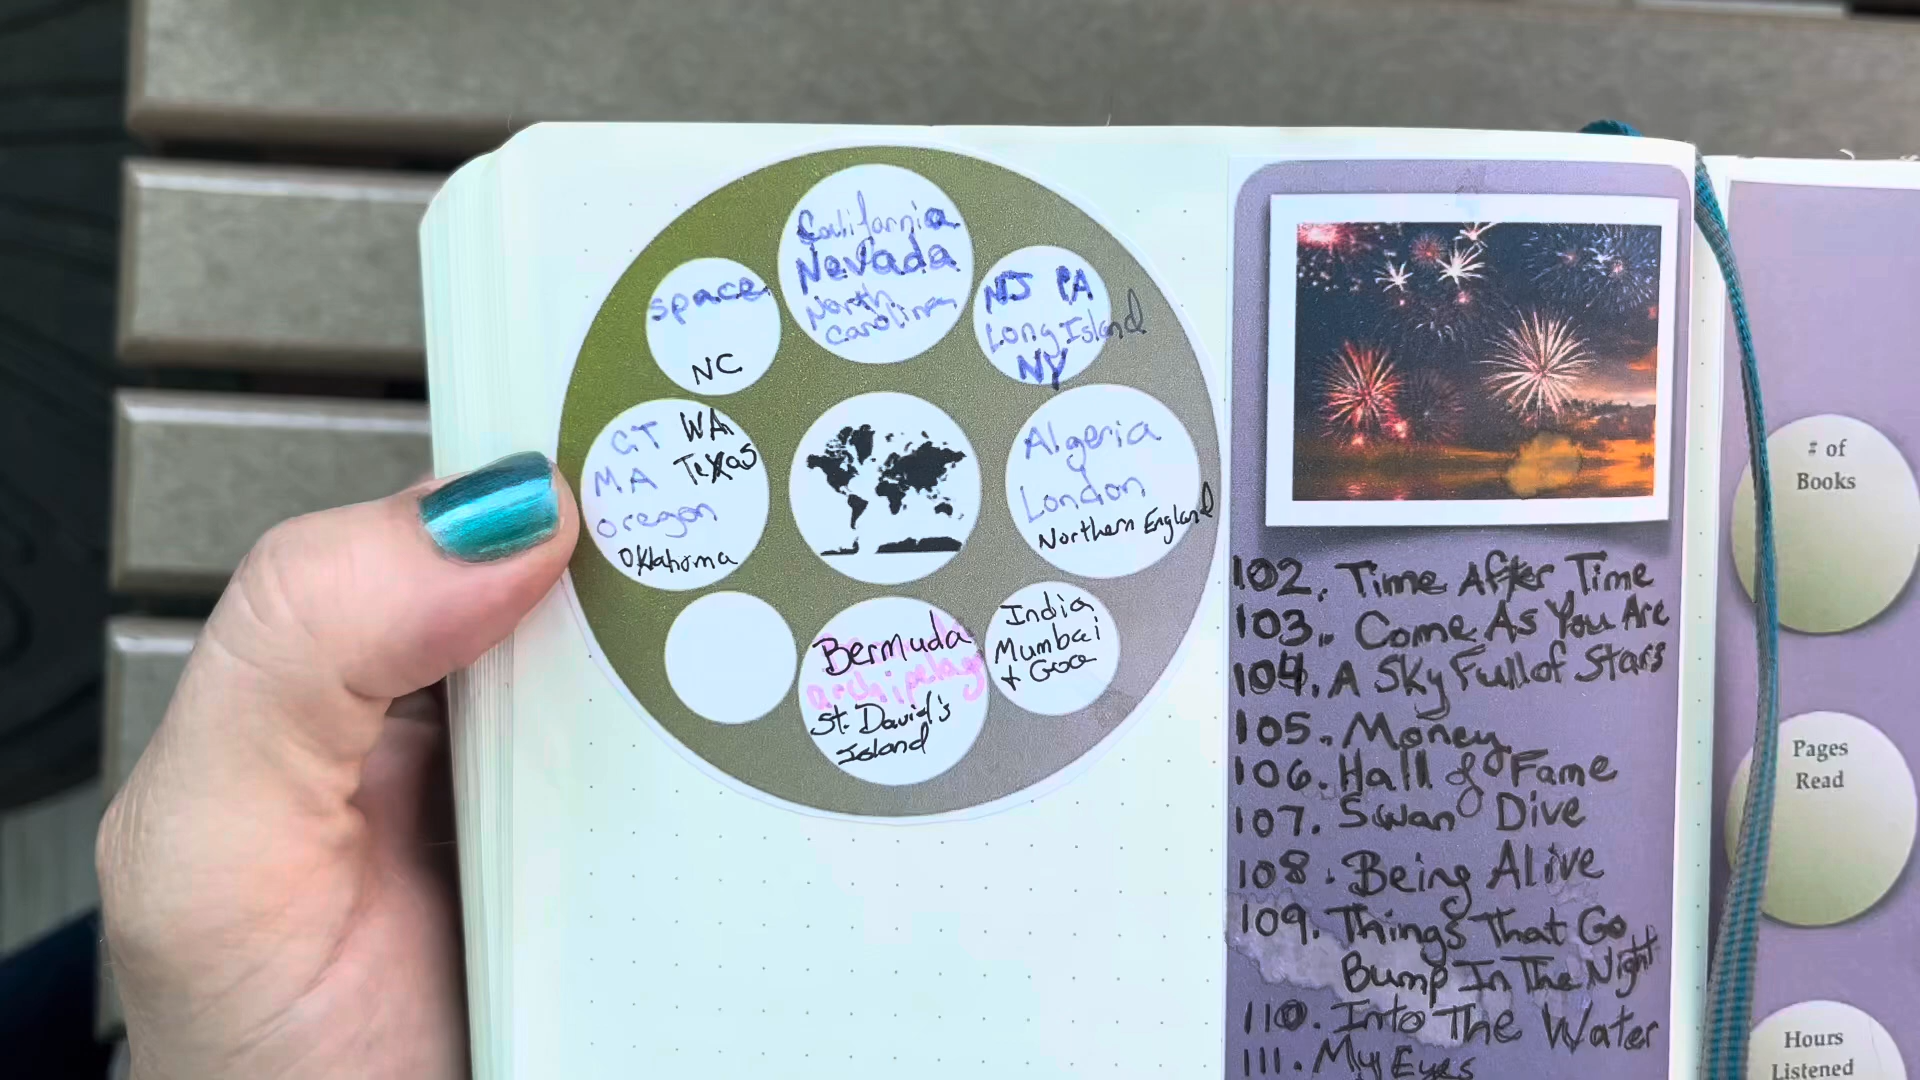 California
Nevada
North
Carolina
space
NC
NJ PA
Long Island
NY
CT WA
MA Texas
oregon
Oklahoma
Algeria
London
Northern England
Bermuda
archipelago
St. David's
Island
India
Mumbai
+ Goa
102. Time After Time
103. Come As You Are
104. A Sky Full of Stars
105. Money
106. Hall of Fame
107. Swan Dive
108. Being Alive
109. Things That Go
Bump In The Night
110. Into The Water
111. My Eyes
# of
Books
Pages
Read
Hours
Listened